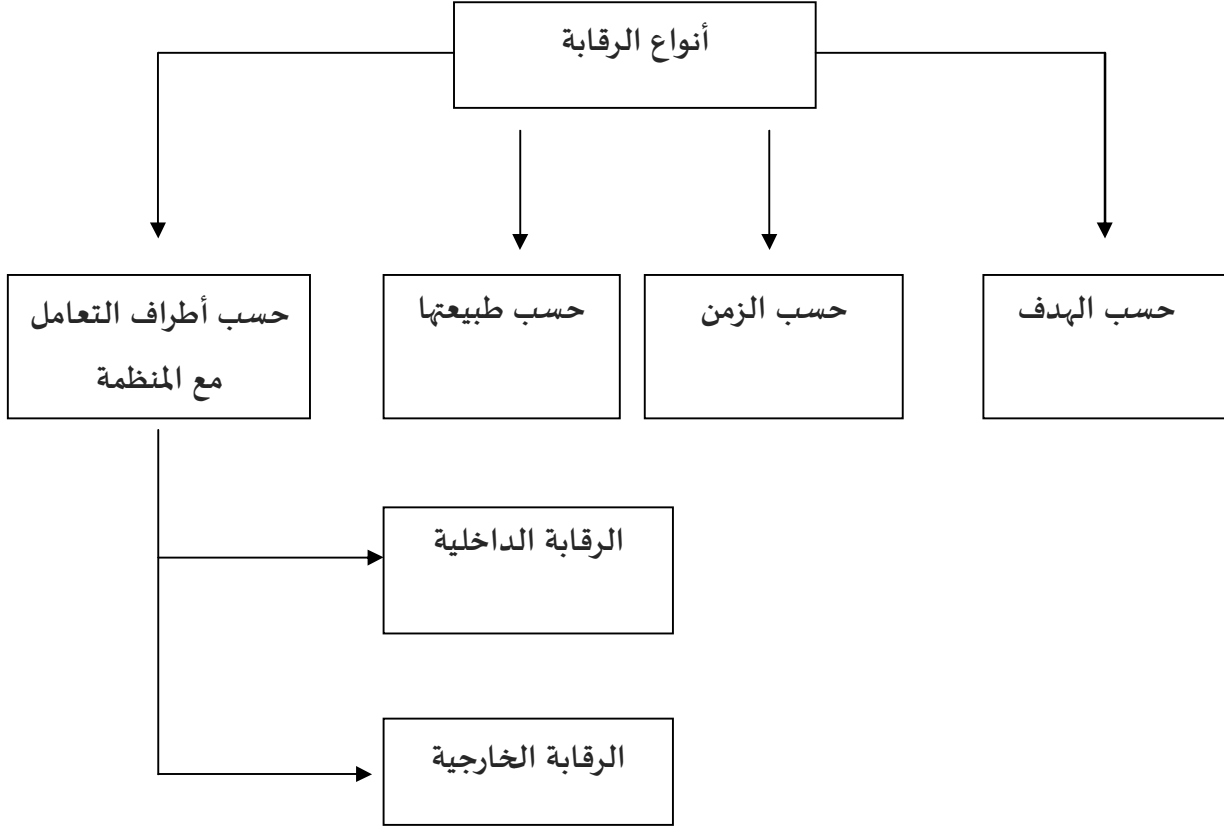 أنواع الرقابة
حسب الهدف
حسب الزمن
حسب طبيعتها
حسب أطراف التعامل
مع المنظمة
الرقابة الداخلية
الرقابة الخارجية